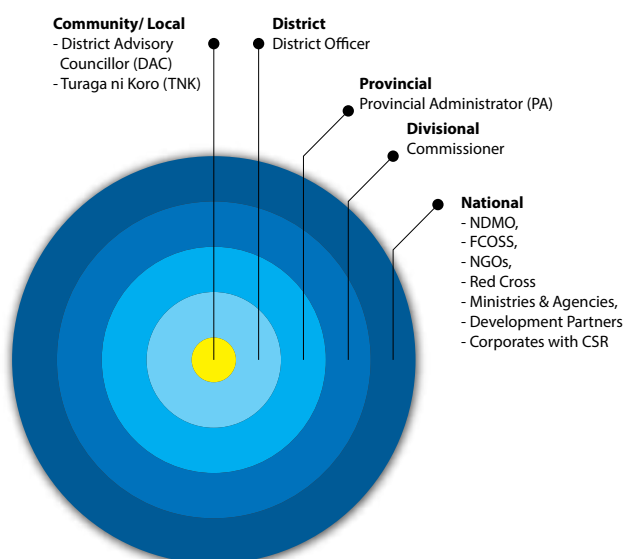 Community/ Local
- District Advisory
Councillor (DAC)
- Turaga ni Koro (TNK)
District
District Officer
Provincial
Provincial Administrator (PA)
Divisional
Commissioner
National
- NDMO,
- FCOSS,
- NGOs,
- Red Cross
- Ministries & Agencies,
- Development Partners
- Corporates with CSR